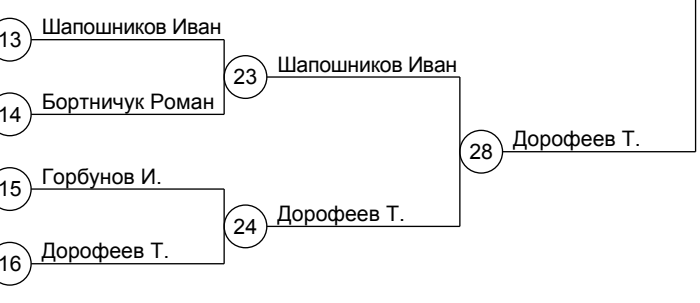 13 Шапошников Иван
23 Шапошников Иван
14 Бортничук Роман
28 Дорофеев Т.
15 Горбунов И.
24 Дорофеев Т.
16 Дорофеев Т.